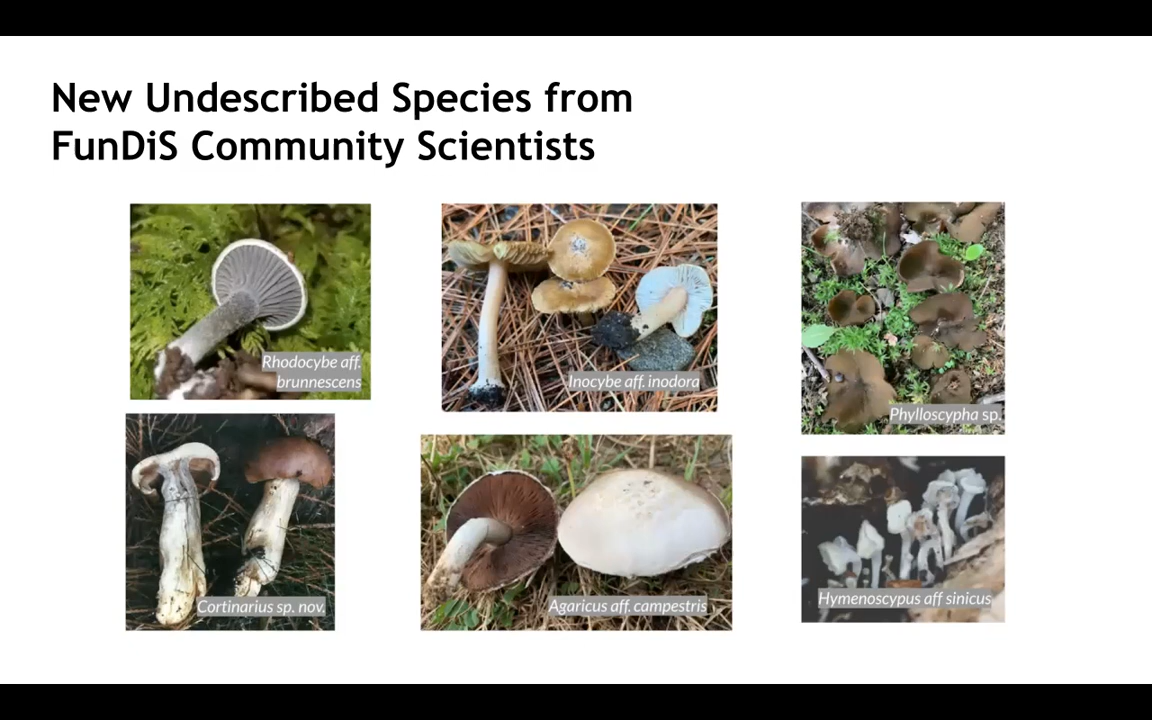 New Undescribed Species from
FunDiS Community Scientists
Rhodocybe aff.
brunnescens
Inocybe aff. inodora
Phylloscypha sp.
Cortinarius sp. nov.
Agaricus aff. campestris
Hymenoscypus aff sinicus